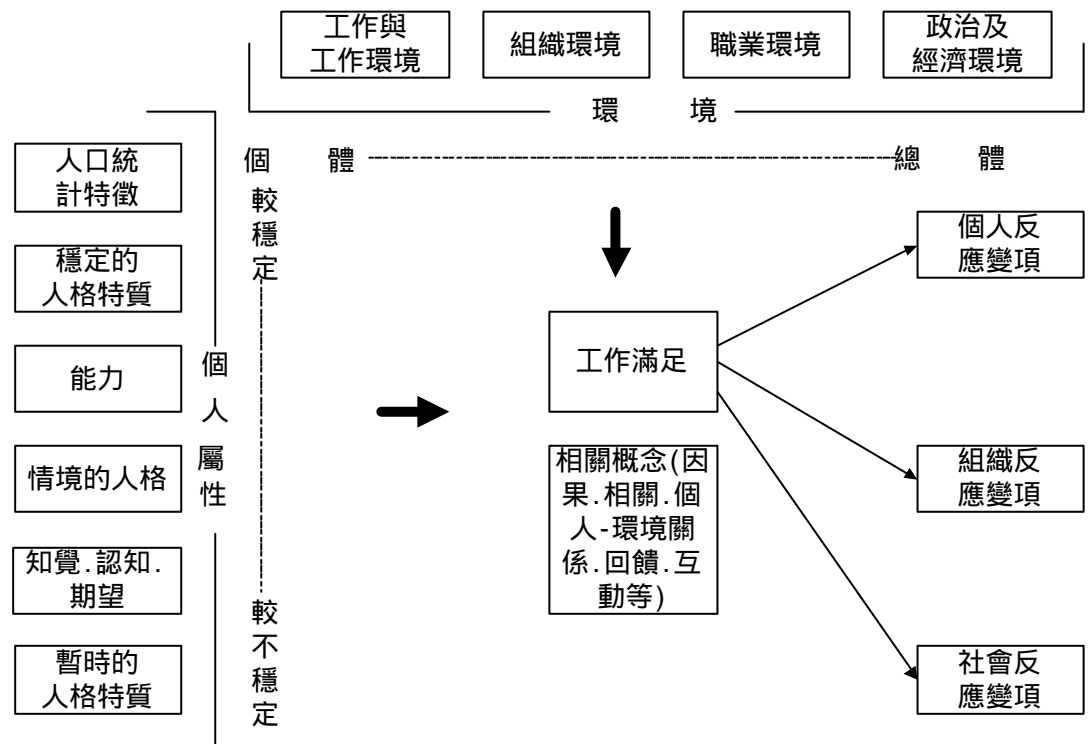 工作與
工作環境
組織環境
職業環境
政治及
經濟環境
環 境
個 體
總 體
人口統
計特徵
穩定的
人格特質
能力
情境的人格
知覺.認知.
期望
暫時的
人格特質
個人屬性
較穩定
較不穩定
工作滿足
相關概念(因
果.相關.個
人-環境關
係.回饋.互
動等)
個人反
應變項
組織反
應變項
社會反
應變項